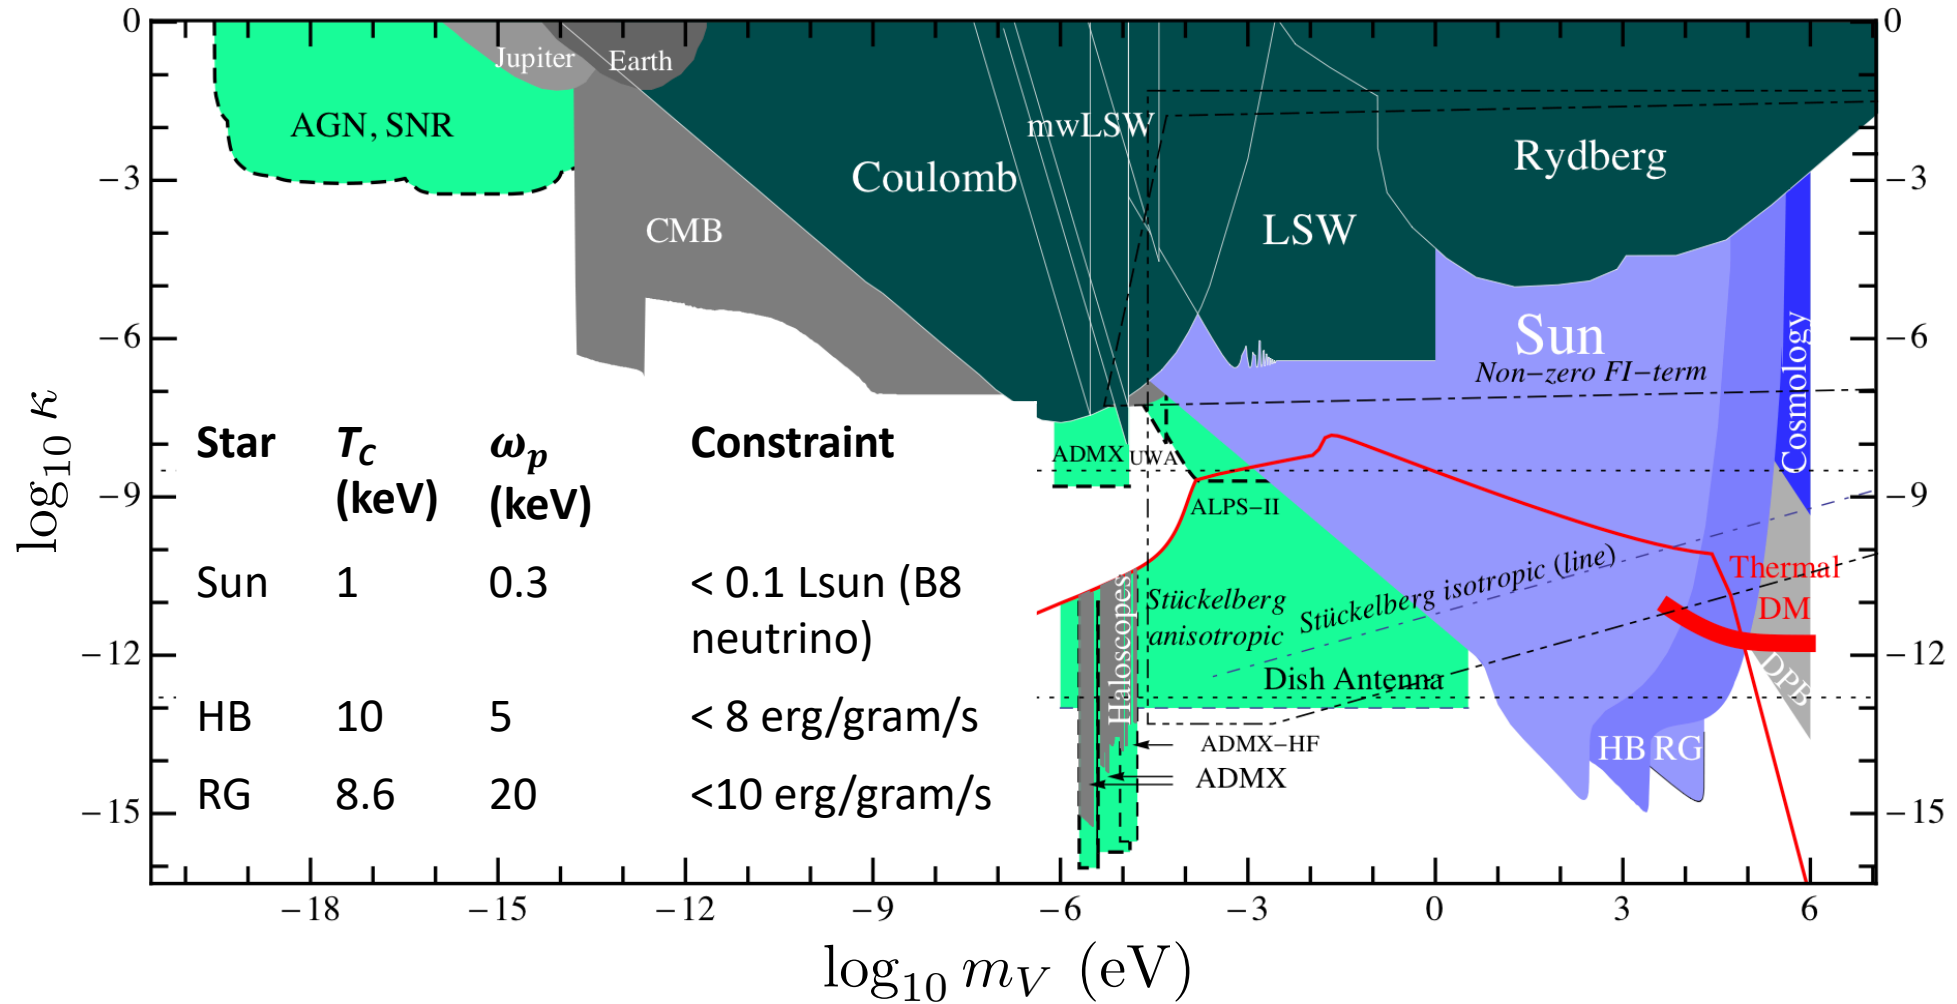 0
−3
−6
−9
−12
−15
0
−3
−6
−9
−12
−15
log₁₀ κ
Jupiter
Earth
AGN, SNR
CMB
Coulomb
mwLSW
LSW
Rydberg
Sun
Non−zero FI−term
Cosmology
ADMX
UWA
ALPS−II
Stückelberg
anisotropic
Stückelberg isotropic (line)
Dish Antenna
Haloscopes
ADMX−HF
ADMX
Thermal
DM
DPB
HB
RG
Star T_C (keV) ω_p (keV) Constraint
Sun 1 0.3 < 0.1 Lsun (B8
neutrino)
HB 10 5 < 8 erg/gram/s
RG 8.6 20 <10 erg/gram/s
−18 −15 −12 −9 −6 −3 0 3 6
log₁₀ m_V (eV)